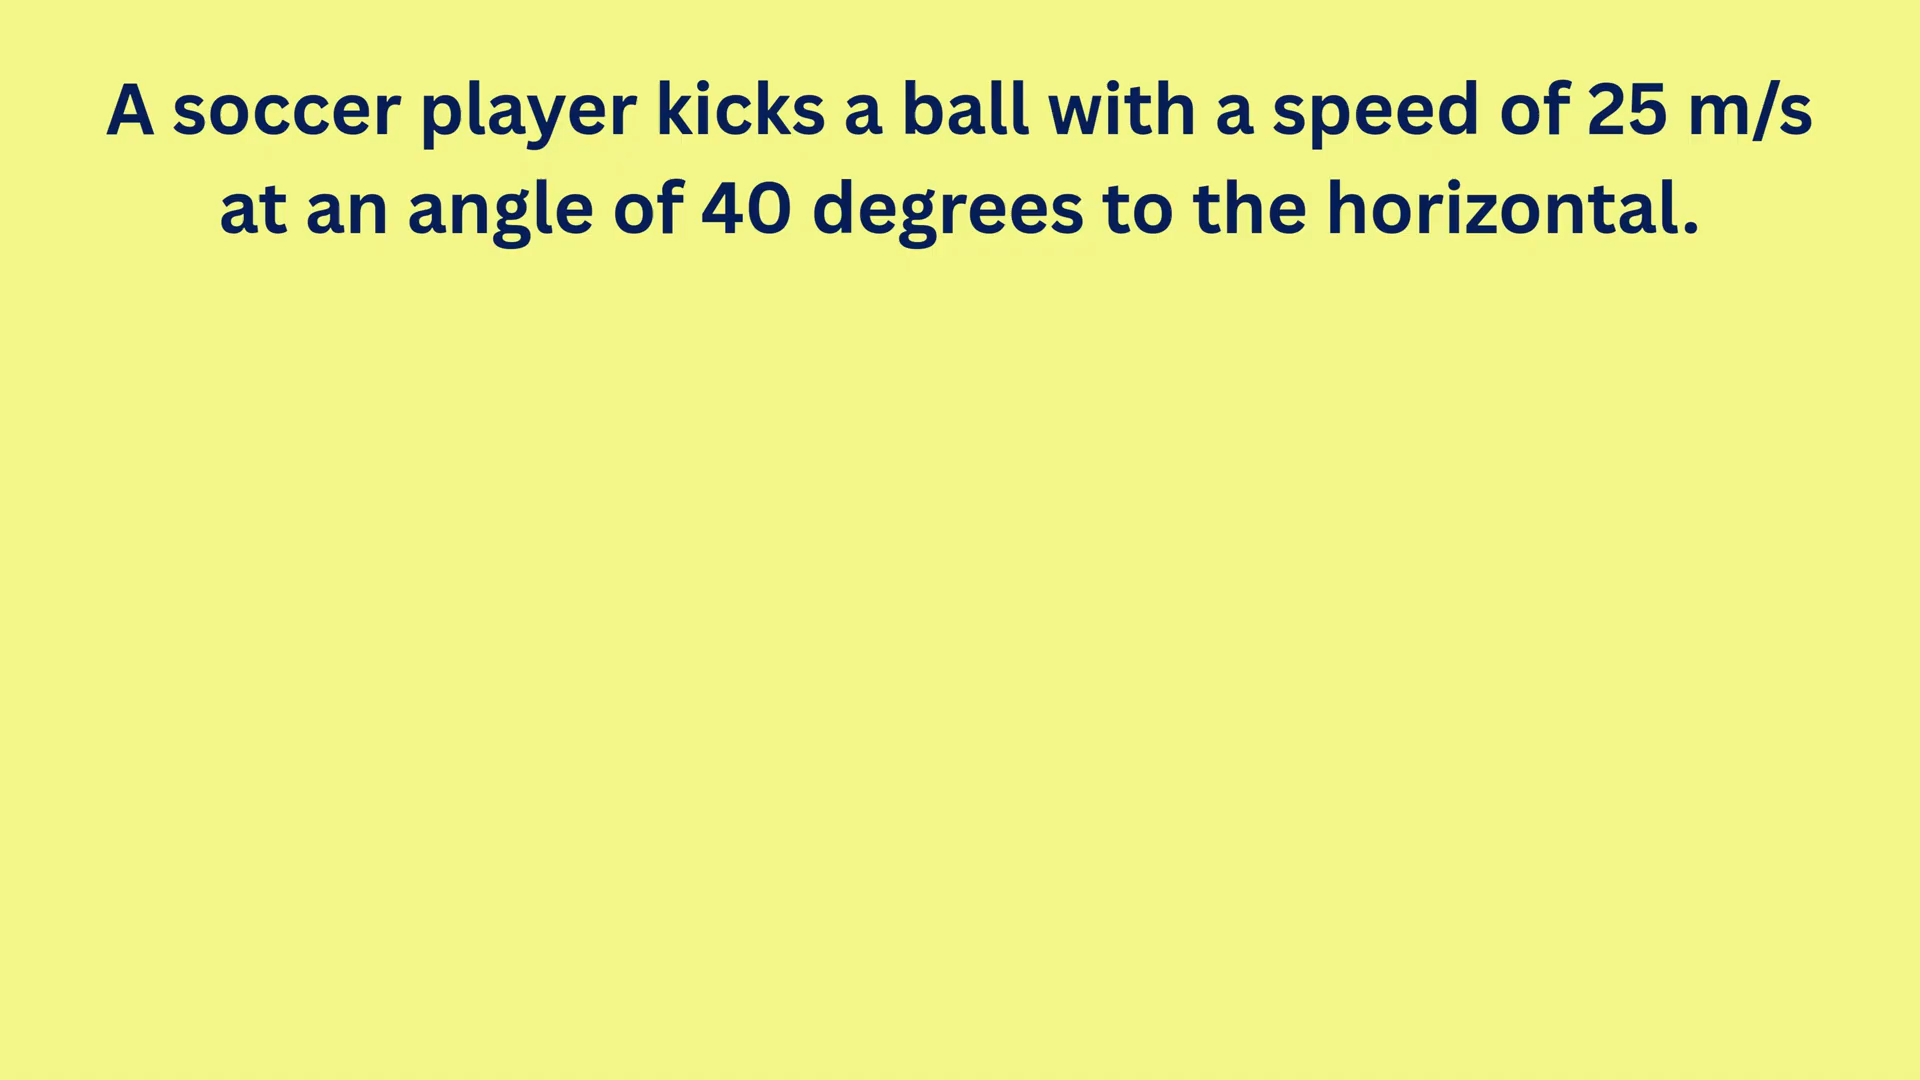 A soccer player kicks a ball with a speed of 25 m/s
at an angle of 40 degrees to the horizontal.